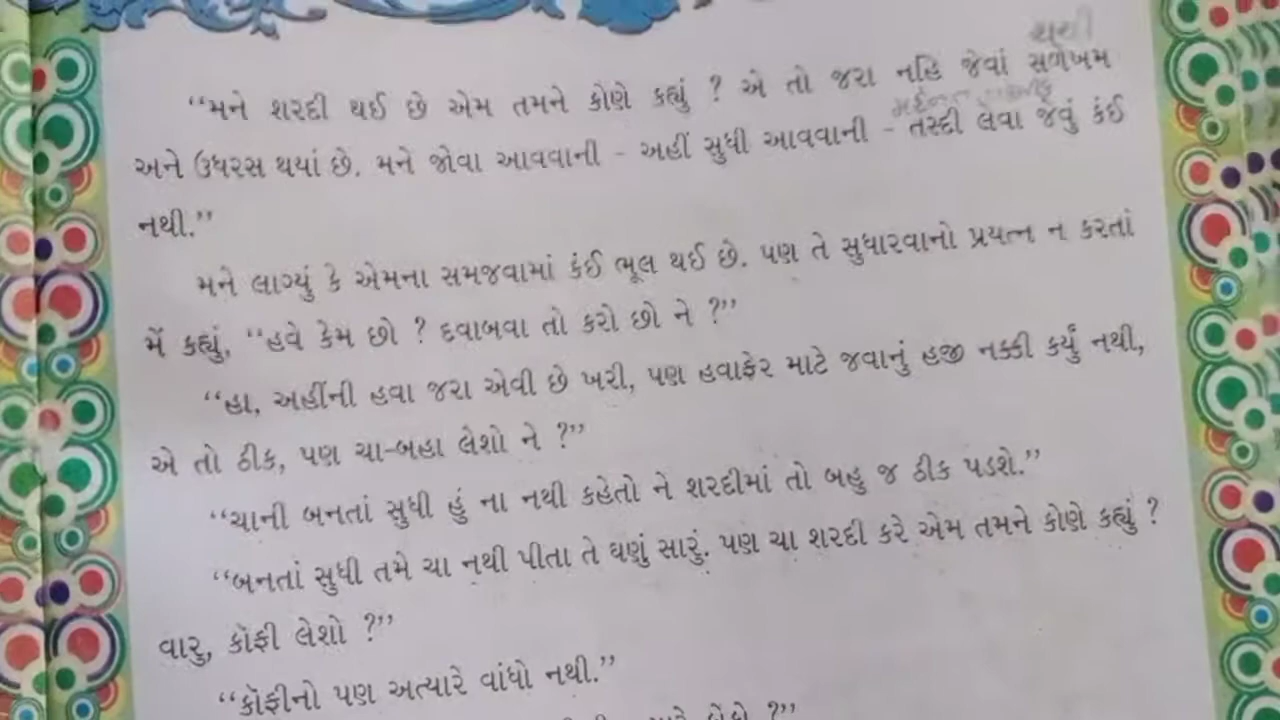 “મને શરદી થઈ છે એમ તમને કોણે કહ્યું ? એ તો જરા નહિ જેવાં સળેખમ
અને ઉધરસ થયાં છે. મને જોવા આવવાની - અહીં સુધી આવવાની - તસ્દી લેવા જેવું કંઈ
નથી.”
મને લાગ્યું કે એમના સમજવામાં કંઈ ભૂલ થઈ છે. પણ તે સુધારવાનો પ્રયત્ન ન કરતાં
મેં કહ્યું, “હવે કેમ છો ? દવાબવા તો કરો છો ને ?”
“હા, અહીંની હવા જરા એવી છે ખરી, પણ હવાફેર માટે જવાનું હજી નક્કી કર્યું નથી,
એ તો ઠીક, પણ ચા-બહા લેશો ને ?”
“ચાની બનતાં સુધી હું ના નથી કહેતો ને શરદીમાં તો બહુ જ ઠીક પડશે.”
“બનતાં સુધી તમે ચા નથી પીતા તે ઘણું સારું. પણ ચા શરદી કરે એમ તમને કોણે કહ્યું ?
વારુ, કૉફી લેશો ?”
“કૉફીનો પણ અત્યારે વાંધો નથી.”